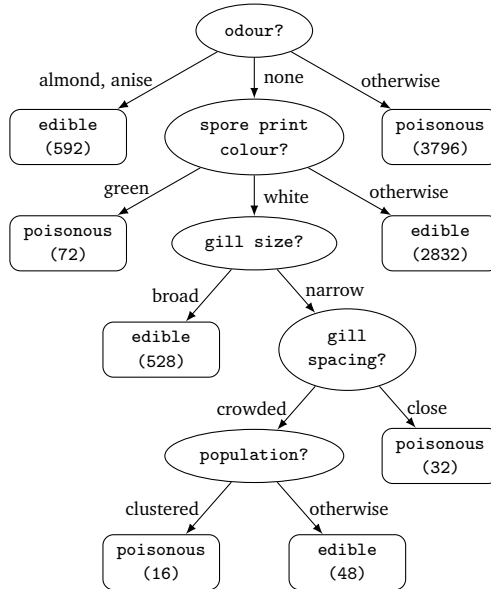 odour?
almond, anise
none
otherwise
edible
(592)
spore print
colour?
poisonous
(3796)
green
white
otherwise
poisonous
(72)
gill size?
edible
(2832)
broad
narrow
edible
(528)
gill
spacing?
crowded
close
population?
poisonous
(32)
clustered
otherwise
poisonous
(16)
edible
(48)